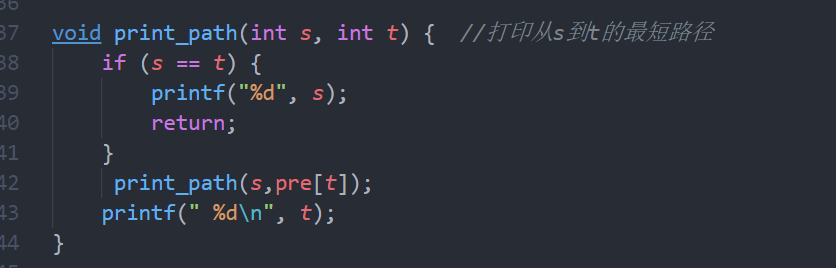 36
37 void print_path(int s, int t) {  //打印从s到t的最短路径
38     if (s == t) {
39         printf("%d", s);
40         return;
41     }
42      print_path(s,pre[t]);
43     printf(" %d\n", t);
44 }
45